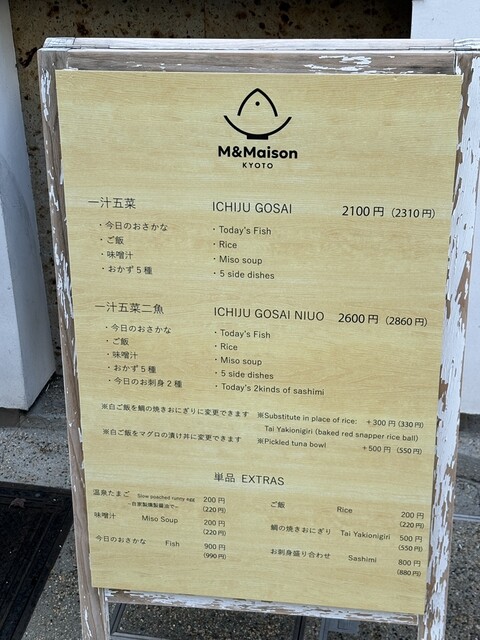 M&Maison
KYOTO
一汁五菜 ICHIJU GOSAI 2100円 (2310円)
・今日のおさかな ・Today's Fish
・ご飯 ・Rice
・味噌汁 ・Miso soup
・おかず5種 ・5 side dishes
一汁五菜二魚 ICHIJU GOSAI NIUO 2600円 (2860円)
・今日のおさかな ・Today's Fish
・ご飯 ・Rice
・味噌汁 ・Miso soup
・おかず5種 ・5 side dishes
・今日のお刺身2種 ・Today's 2kinds of sashimi
※白ご飯を鯛の焼きおにぎりに変更できます ※Substitute in place of rice: +300円 (330円)
Tai Yakionigiri (baked red snapper rice ball)
※白ご飯をマグロの漬け丼に変更できます ※Pickled tuna bowl +500円 (550円)
単品 EXTRAS
温泉たまご Slow poached runny egg 200円
～自家製燻製醤油で～ (220円)
味噌汁 Miso Soup 200円
(220円)
今日のおさかな Fish 900円
(990円)
ご飯 Rice 200円
(220円)
鯛の焼きおにぎり Tai Yakionigiri 500円
(550円)
お刺身盛り合わせ Sashimi 800円
(880円)